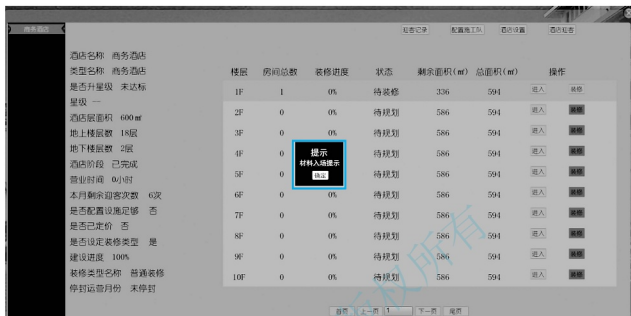 商务酒店
迎客记录 配置施工队 酒店设置 酒店迎客
酒店名称 商务酒店
类型名称 商务酒店
是否升星级 未达标
星级 --
酒店层面积 600㎡
地上楼层数 18层
地下楼层数 2层
酒店阶段 已完成
营业时间 0小时
本月剩余迎客次数 6次
是否配置设施足够 否
是否已定价 否
是否设定装修类型 是
建设进度 100%
装修类型名称 普通装修
停封运营月份 未停封
楼层 房间总数 装修进度 状态 剩余面积(㎡) 总面积(㎡) 操作
1F 1 0% 待装修 336 594 进入 装修
2F 0 0% 待规划 586 594 进入 装修
3F 0 0% 待规划 586 594 进入 装修
4F 0 待规划 586 594 进入 装修
5F 0 待规划 586 594 进入 装修
6F 0 0% 待规划 586 594 进入 装修
7F 0 0% 待规划 586 594 进入 装修
8F 0 0% 待规划 586 594 进入 装修
9F 0 0% 待规划 586 594 进入 装修
10F 0 0% 待规划 586 594 进入 装修
提示
材料入场提示
确定
首页 上一页 1 下一页 尾页
版权所有